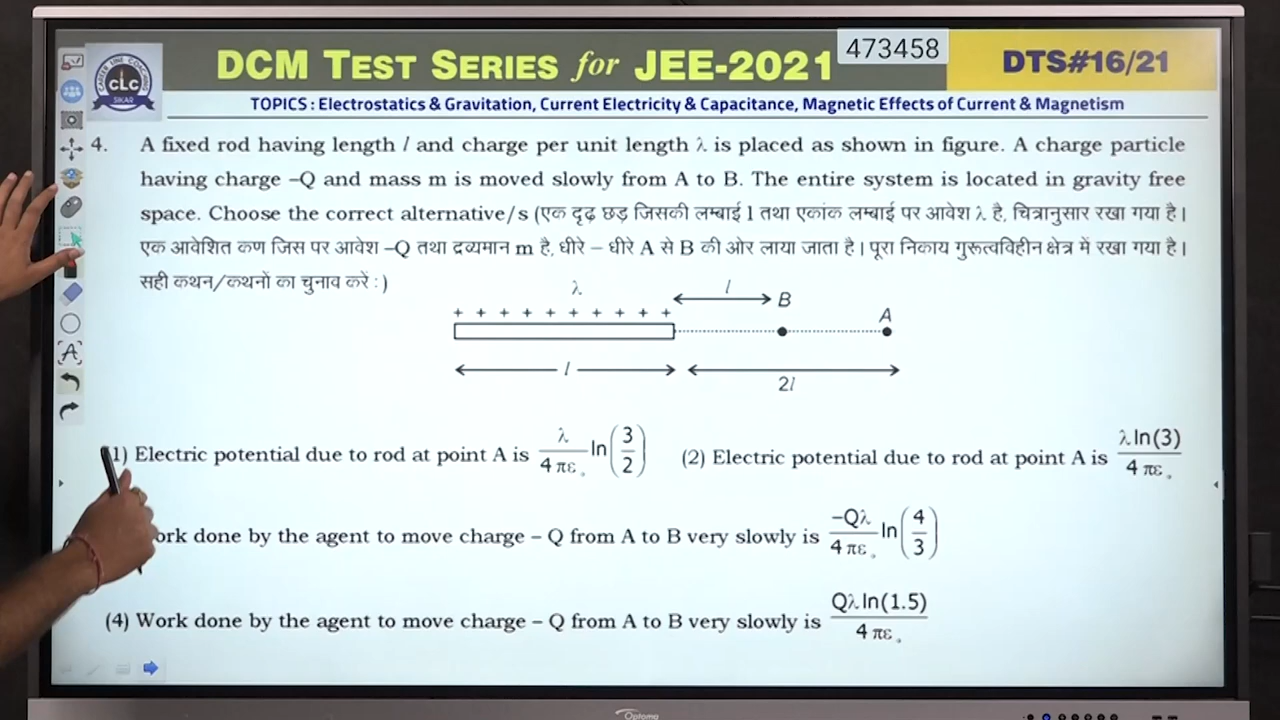 DCM TEST SERIES for JEE-2021
473458
DTS#16/21
CLC
SIKAR
TOPICS : Electrostatics & Gravitation, Current Electricity & Capacitance, Magnetic Effects of Current & Magnetism
4. A fixed rod having length l and charge per unit length λ is placed as shown in figure. A charge particle
having charge –Q and mass m is moved slowly from A to B. The entire system is located in gravity free
space. Choose the correct alternative/s (एक दृढ़ छड़ जिसकी लम्बाई l तथा एकांक लम्बाई पर आवेश λ है, चित्रानुसार रखा गया है।
एक आवेशित कण जिस पर आवेश –Q तथा द्रव्यमान m है, धीरे – धीरे A से B की ओर लाया जाता है। पूरा निकाय गुरूत्वविहीन क्षेत्र में रखा गया है।
सही कथन/कथनों का चुनाव करें :)
λ
l
B
+ + + + + + + + + +
A
l
2l
1) Electric potential due to rod at point A is λ/4πε₀ ln(3/2)
(2) Electric potential due to rod at point A is λ ln(3)/4πε₀
ork done by the agent to move charge – Q from A to B very slowly is –Qλ/4πε₀ ln(4/3)
(4) Work done by the agent to move charge – Q from A to B very slowly is Qλ ln(1.5)/4πε₀
Optoma